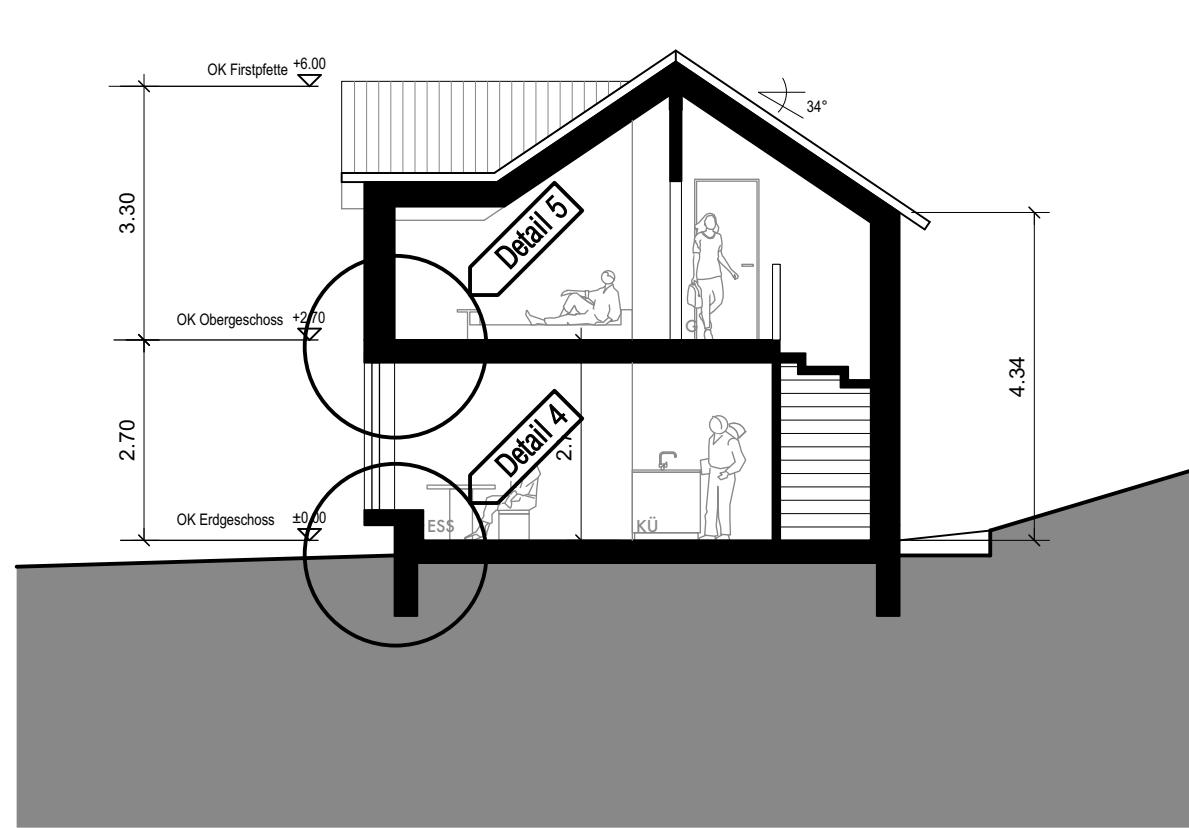 OK Firstpfette +6.00
34°
3.30
Detail 5
OK Obergeschoss +2.70
4.34
2.70
Detail 4
OK Erdgeschoss ±0.00
ESS
KÜ